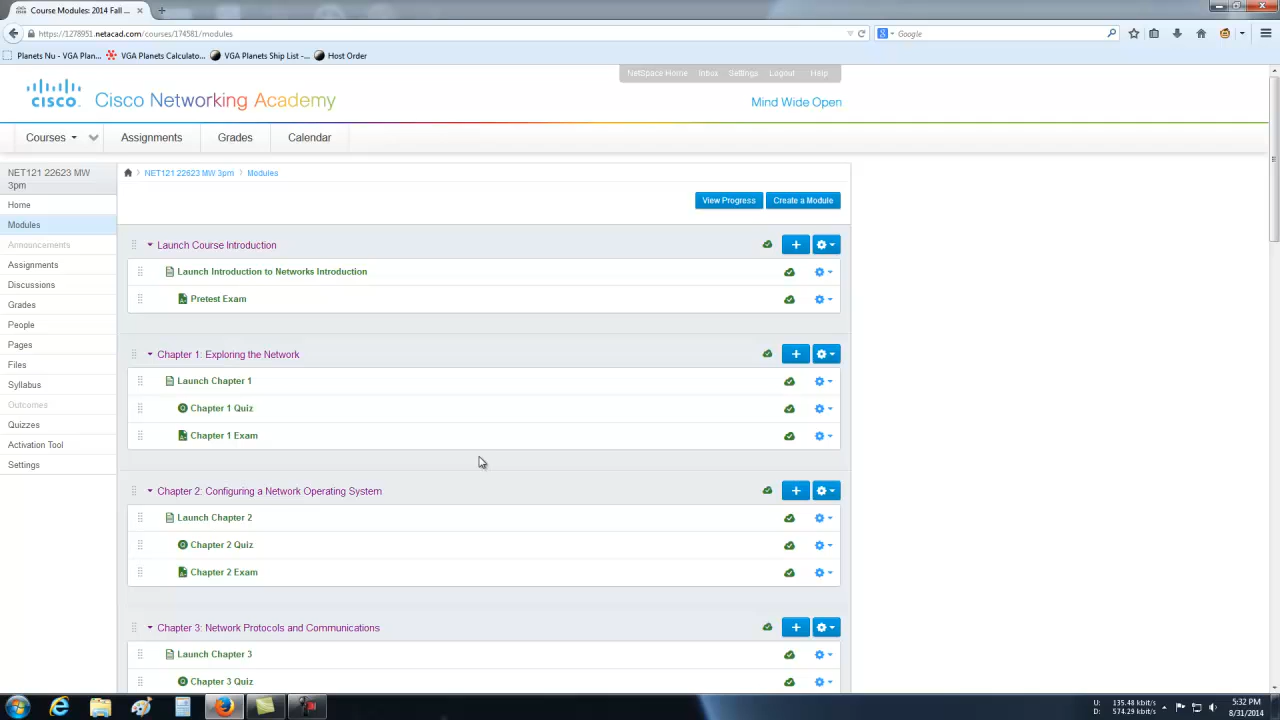 Course Modules: 2014 Fall ...
https://1278951.netacad.com/courses/174581/modules
Google
Planets Nu - VGA Plan...
VGA Planets Calculato...
VGA Planets Ship List -...
Host Order
NetSpace Home
Inbox
Settings
Logout
Help
CISCO.
Cisco Networking Academy
Mind Wide Open
Courses
Assignments
Grades
Calendar
NET121 22623 MW
3pm
Home
Modules
Announcements
Assignments
Discussions
Grades
People
Pages
Files
Syllabus
Outcomes
Quizzes
Activation Tool
Settings
NET121 22623 MW 3pm
Modules
View Progress
Create a Module
Launch Course Introduction
Launch Introduction to Networks Introduction
Pretest Exam
Chapter 1: Exploring the Network
Launch Chapter 1
Chapter 1 Quiz
Chapter 1 Exam
Chapter 2: Configuring a Network Operating System
Launch Chapter 2
Chapter 2 Quiz
Chapter 2 Exam
Chapter 3: Network Protocols and Communications
Launch Chapter 3
Chapter 3 Quiz
U: 135.48 kbit/s
D: 574.29 kbit/s
5:32 PM
8/31/2014